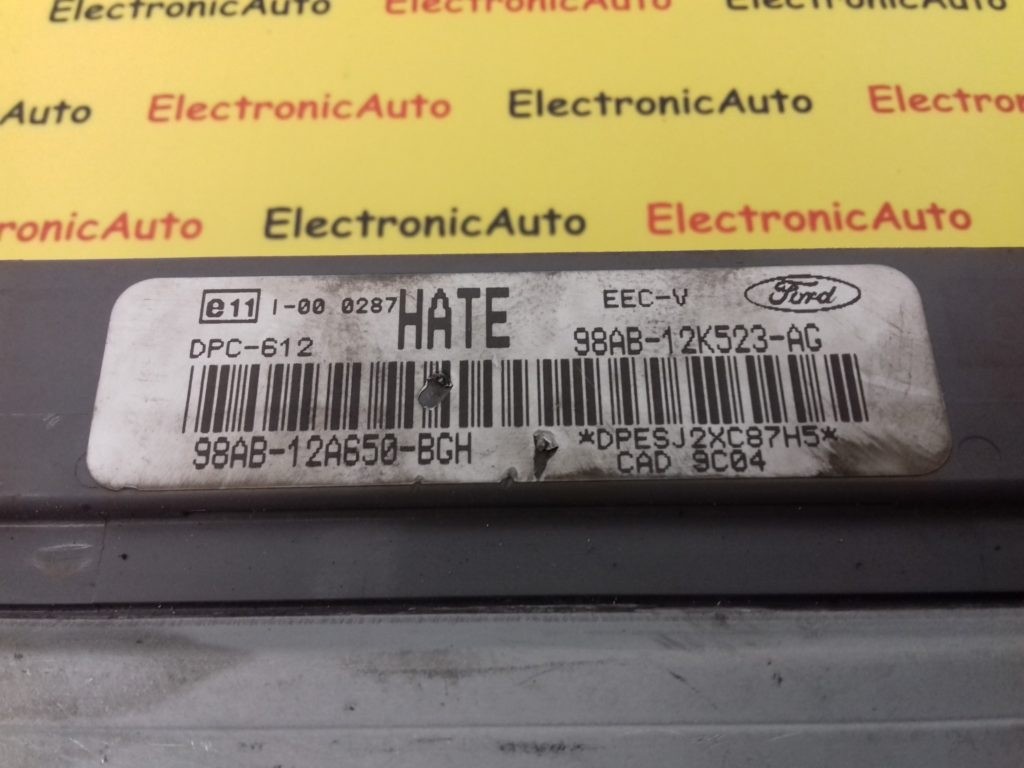 ElectronicAuto ElectronicAuto ElectronicAuto
Auto ElectronicAuto ElectronicAuto Electron
ronicAuto ElectronicAuto ElectronicAuto
e11 I-00 0287 HATE EEC-V Ford
DPC-612 98AB-12K523-AG
98AB-12A650-BGH *DPESJ2XC87H5*
CAD 9C04